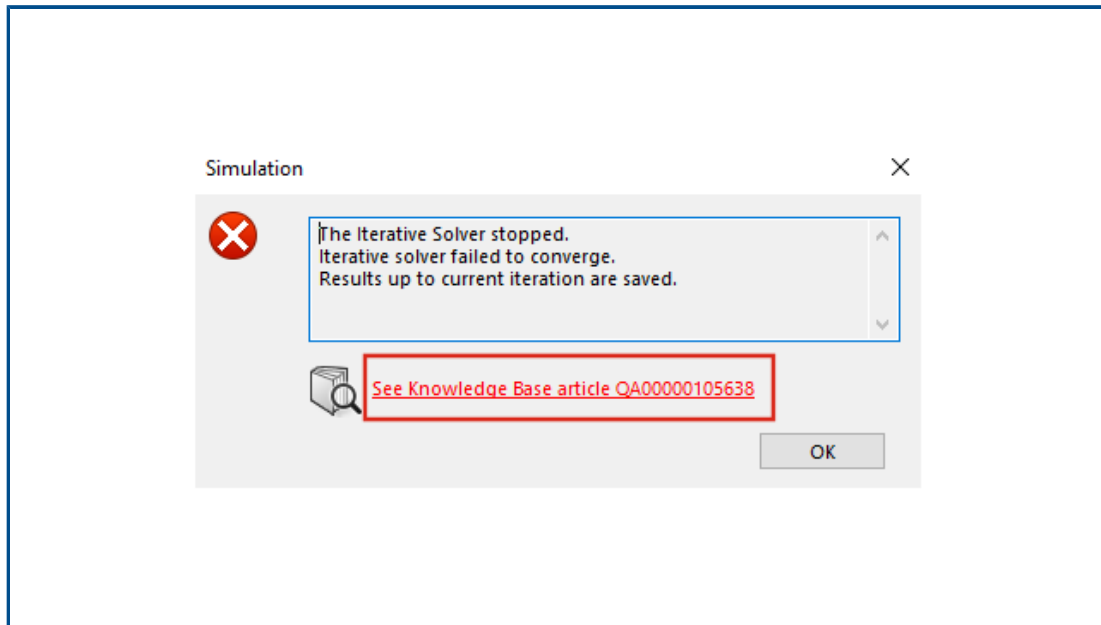 Simulation
The Iterative Solver stopped.
Iterative solver failed to converge.
Results up to current iteration are saved.
See Knowledge Base article QA00000105638
OK